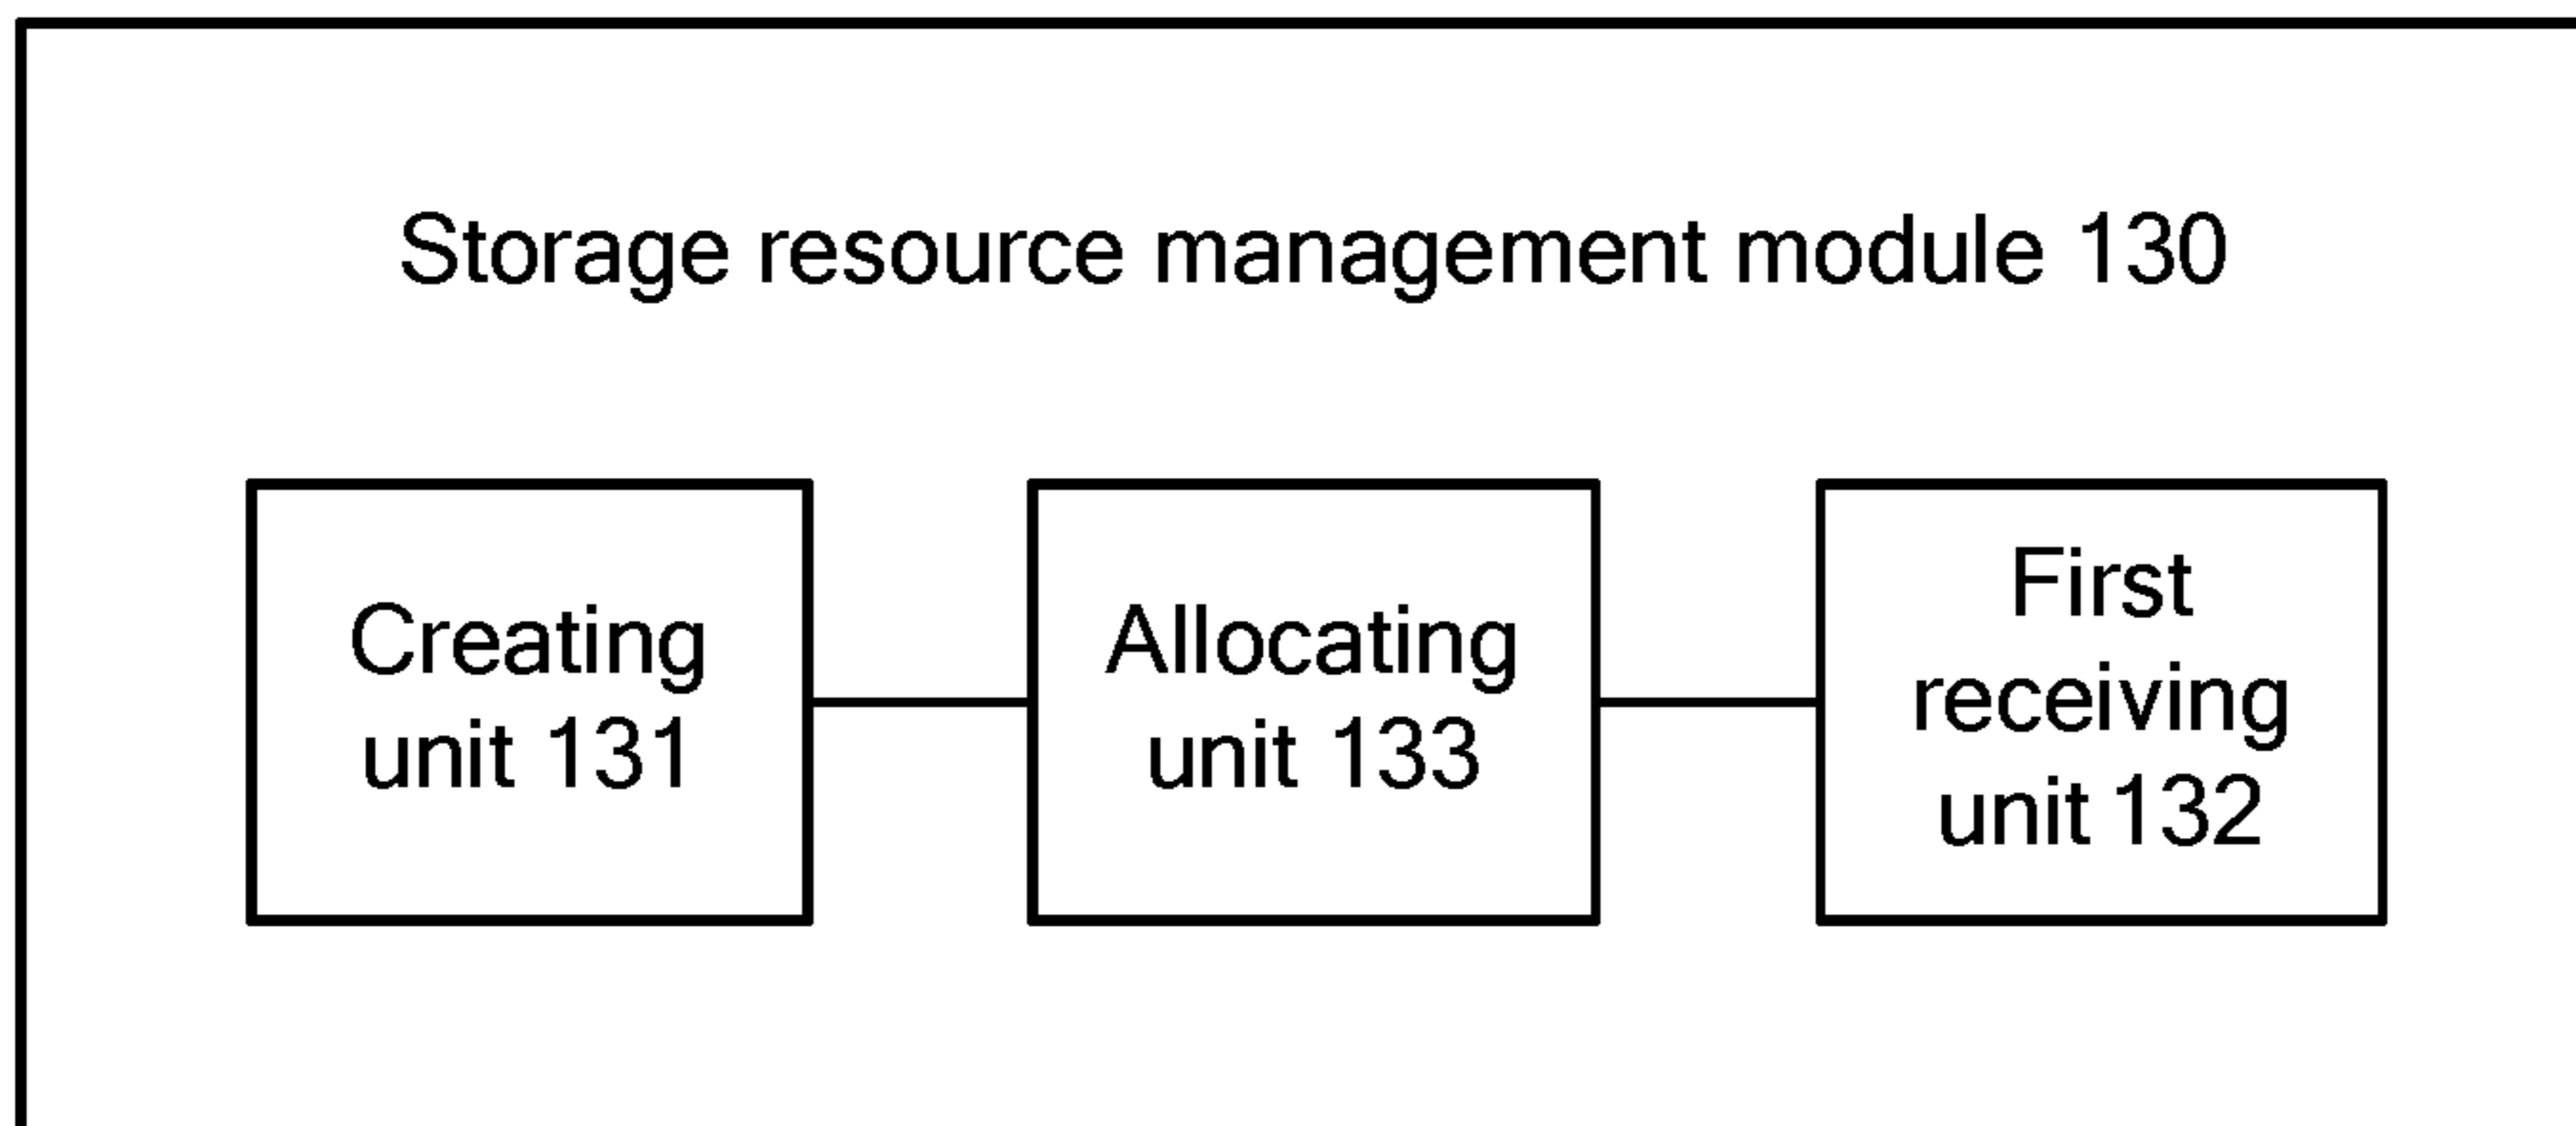 Storage resource management module 130
Creating
unit 131
Allocating
unit 133
First
receiving
unit 132